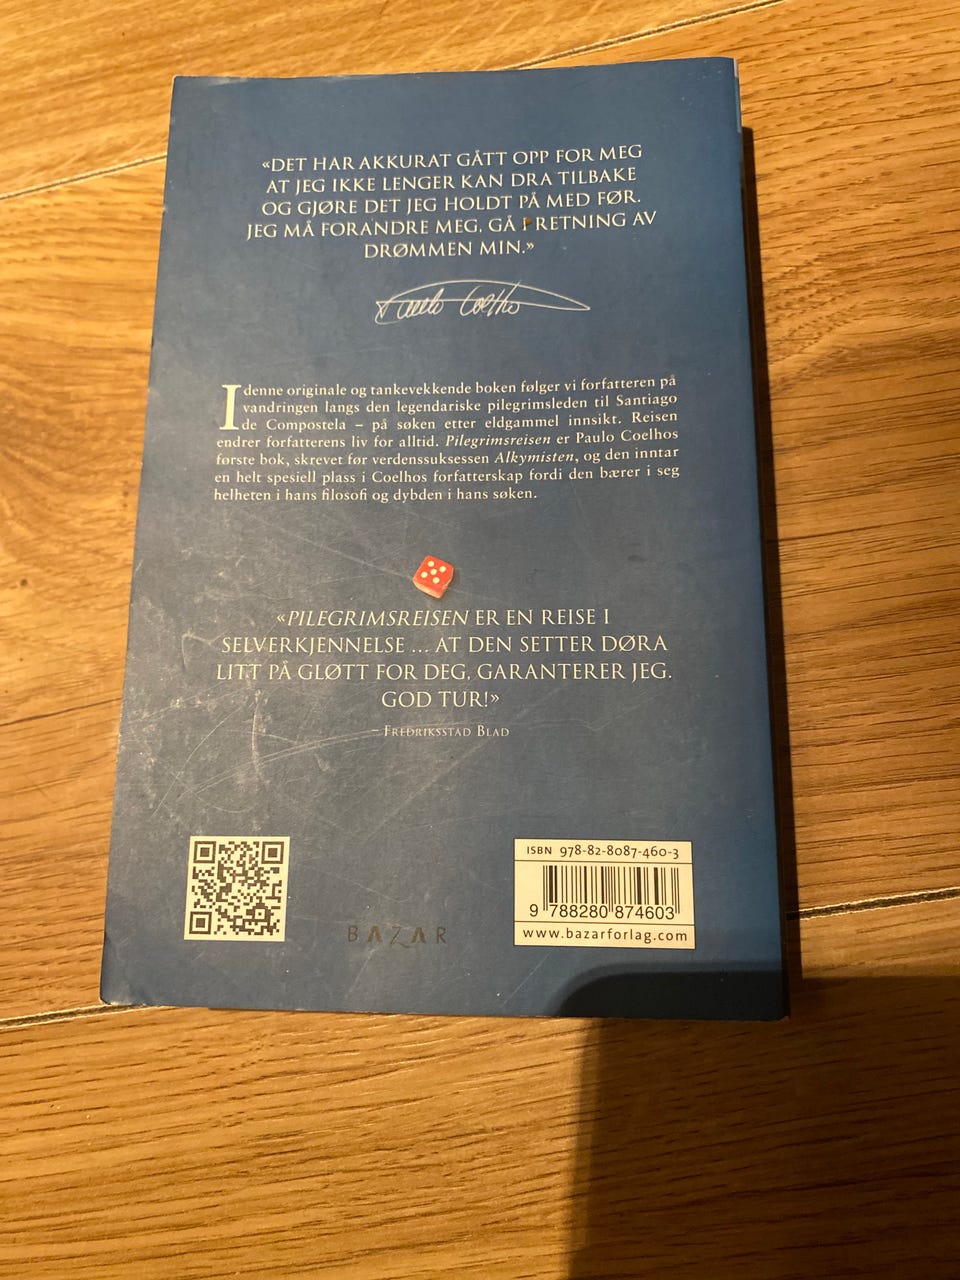 «DET HAR AKKURAT GÅTT OPP FOR MEG
AT JEG IKKE LENGER KAN DRA TILBAKE
OG GJØRE DET JEG HOLDT PÅ MED FØR.
JEG MÅ FORANDRE MEG, GÅ I RETNING AV
DRØMMEN MIN.»
Paulo Coelho
I denne originale og tankevekkende boken følger vi forfatteren på
vandringen langs den legendariske pilegrimsleden til Santiago
de Compostela – på søken etter eldgammel innsikt. Reisen
endrer forfatterens liv for alltid. Pilegrimsreisen er Paulo Coelhos
første bok, skrevet før verdenssuksessen Alkymisten, og den inntar
en helt spesiell plass i Coelhos forfatterskap fordi den bærer i seg
helheten i hans filosofi og dybden i hans søken.
«PILEGRIMSREISEN ER EN REISE I
SELVERKJENNELSE ... AT DEN SETTER DØRA
LITT PÅ GLØTT FOR DEG, GARANTERER JEG.
GOD TUR!»
– FREDRIKSSTAD BLAD
BAZAR
ISBN 978-82-8087-460-3
9 788280 874603
www.bazarforlag.com